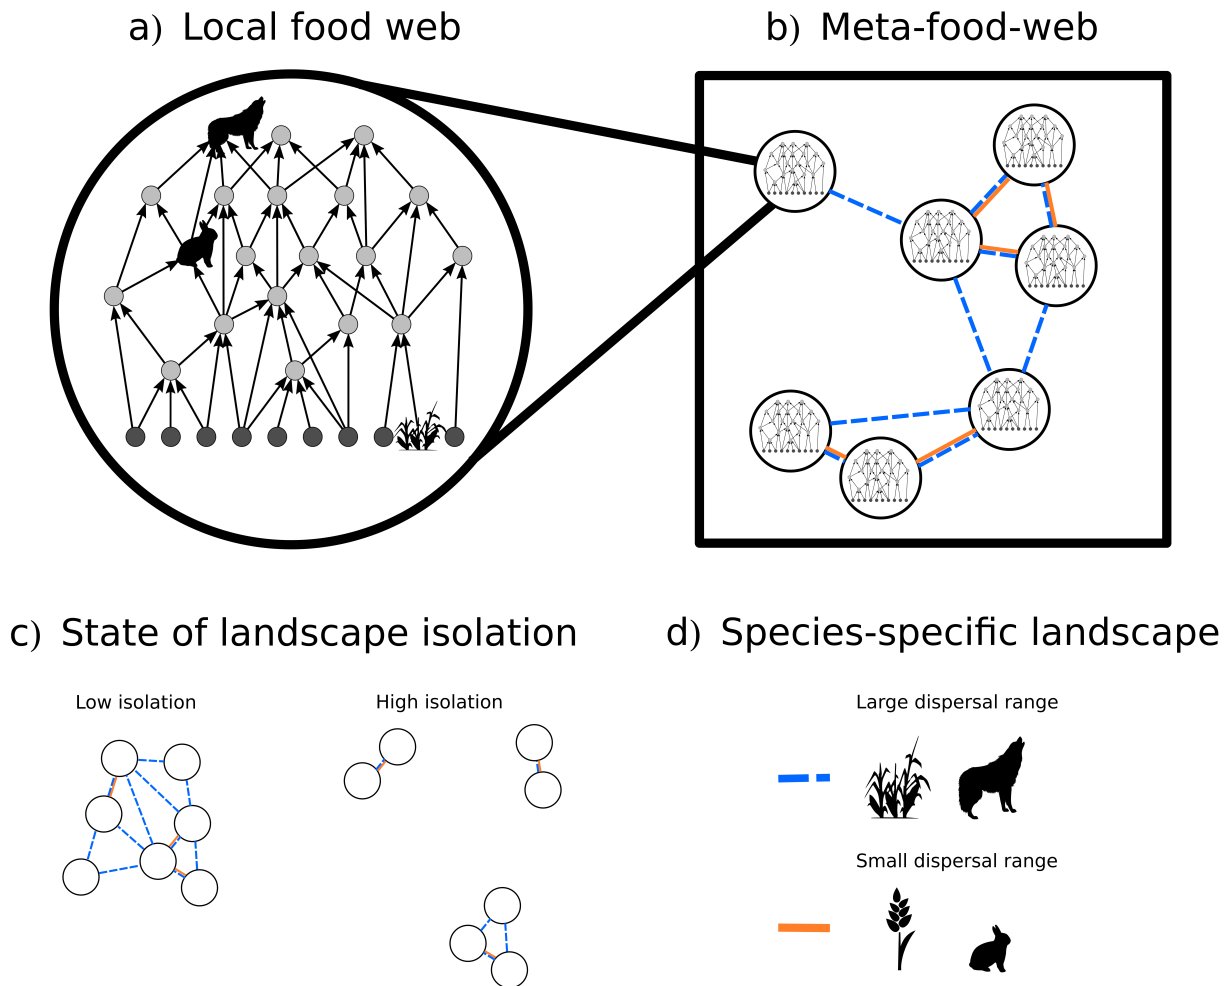 a) Local food web
b) Meta-food-web
c) State of landscape isolation
Low isolation
High isolation
d) Species-specific landscape
Large dispersal range
Small dispersal range